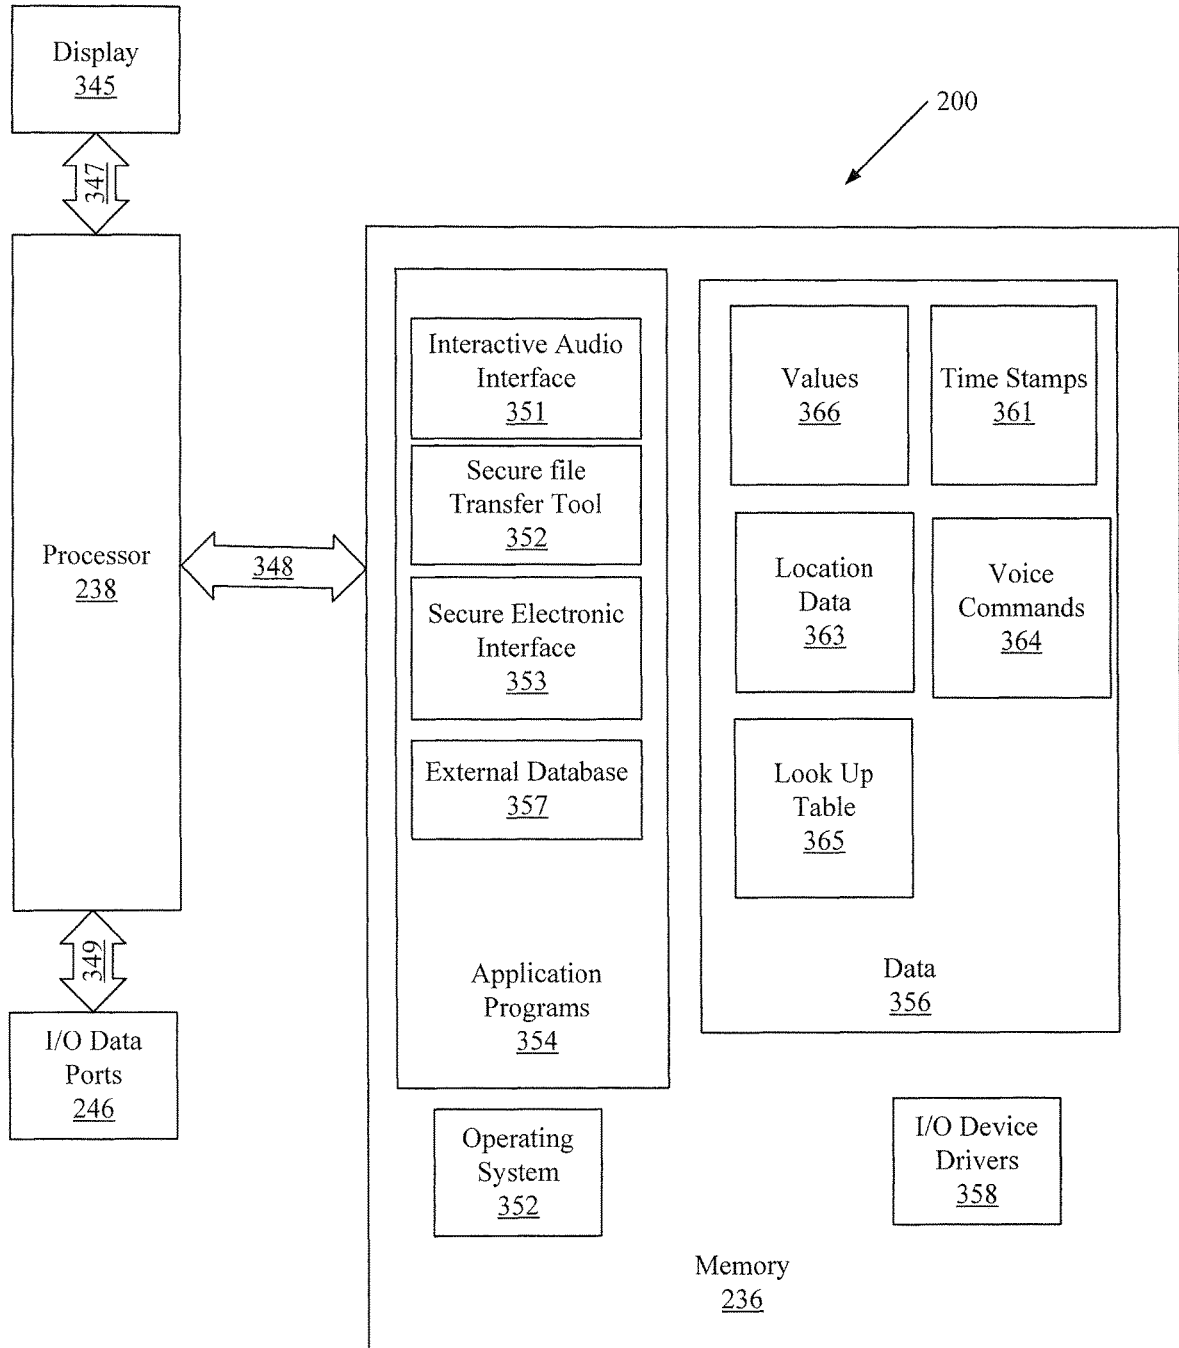 Display
345
200
347
Processor
238
348
349
I/O Data
Ports
246
Interactive Audio
Interface
351
Secure file
Transfer Tool
352
Secure Electronic
Interface
353
External Database
357
Application
Programs
354
Values
366
Time Stamps
361
Location
Data
363
Voice
Commands
364
Look Up
Table
365
Data
356
Operating
System
352
I/O Device
Drivers
358
Memory
236